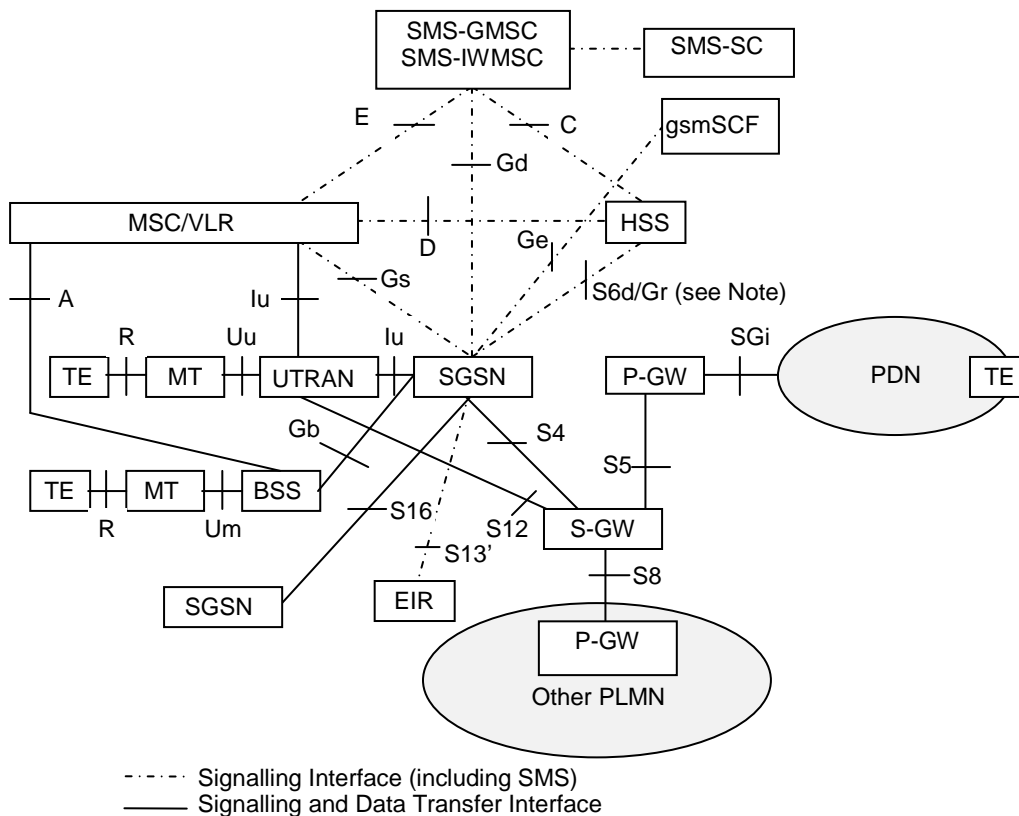 SMS-GMSC
SMS-IWMSC
SMS-SC
gsmSCF
E
C
Gd
MSC/VLR
HSS
D
Ge
Gs
S6d/Gr (see Note)
A
Iu
SGi
R
Uu
Iu
TE
MT
UTRAN
SGSN
P-GW
PDN
TE
Gb
S4
S5
TE
MT
BSS
R
Um
S16
S12
S-GW
S13’
S8
SGSN
EIR
P-GW
Other PLMN
Signalling Interface (including SMS)
Signalling and Data Transfer Interface